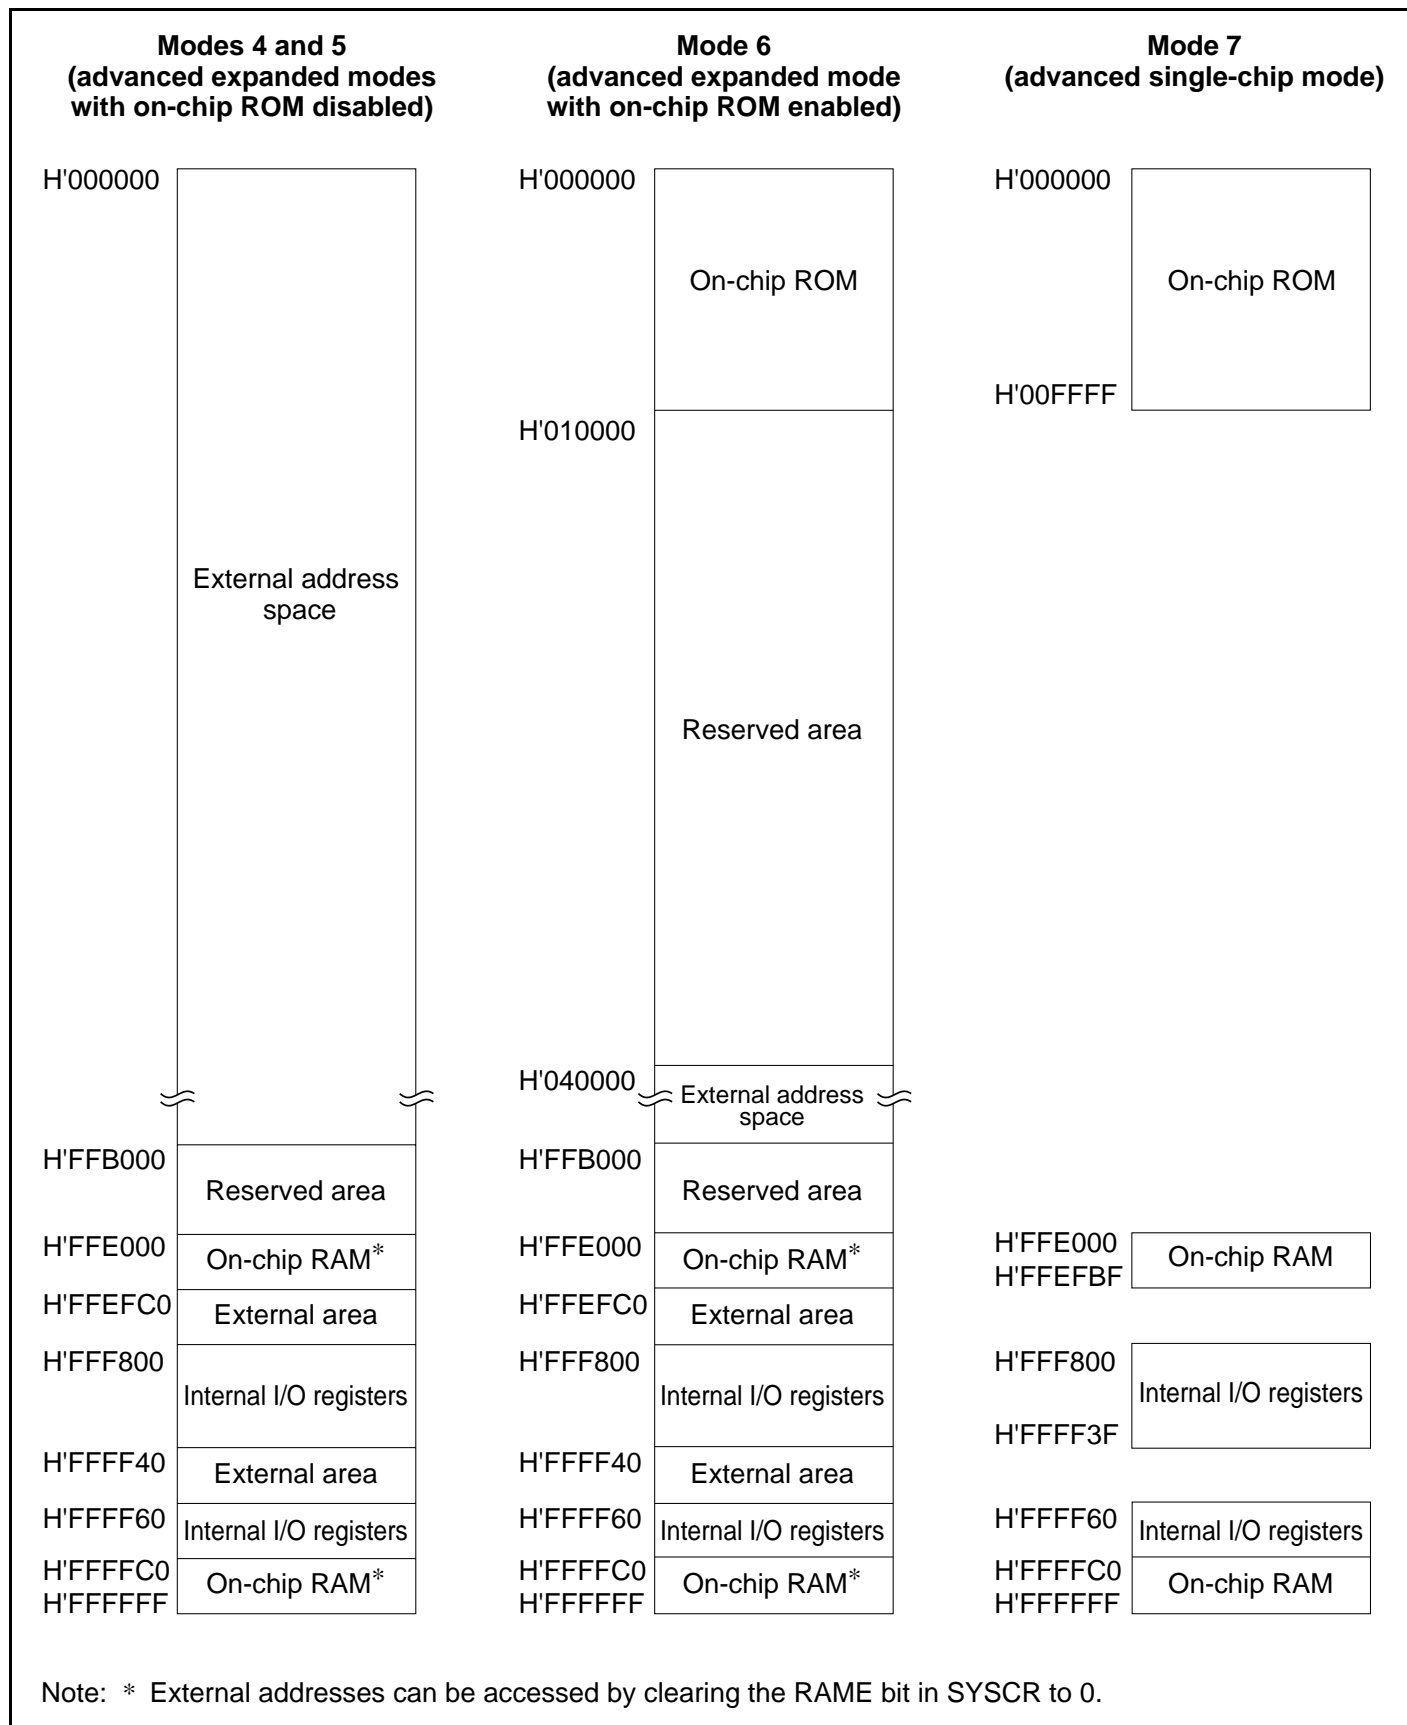 Modes 4 and 5
(advanced expanded modes
with on-chip ROM disabled)
H'000000
External address
space
H'FFB000
Reserved area
H'FFE000
On-chip RAM*
H'FFEFC0
External area
H'FFF800
Internal I/O registers
H'FFFF40
External area
H'FFFF60
Internal I/O registers
H'FFFFC0
On-chip RAM*
H'FFFFFF
Mode 6
(advanced expanded mode
with on-chip ROM enabled)
H'000000
On-chip ROM
H'010000
Reserved area
H'040000
External address
space
H'FFB000
Reserved area
H'FFE000
On-chip RAM*
H'FFEFC0
External area
H'FFF800
Internal I/O registers
H'FFFF40
External area
H'FFFF60
Internal I/O registers
H'FFFFC0
On-chip RAM*
H'FFFFFF
Mode 7
(advanced single-chip mode)
H'000000
On-chip ROM
H'00FFFF
H'FFE000
On-chip RAM
H'FFEFBF
H'FFF800
Internal I/O registers
H'FFFF3F
H'FFFF60
Internal I/O registers
H'FFFFC0
On-chip RAM
H'FFFFFF
Note: * External addresses can be accessed by clearing the RAME bit in SYSCR to 0.